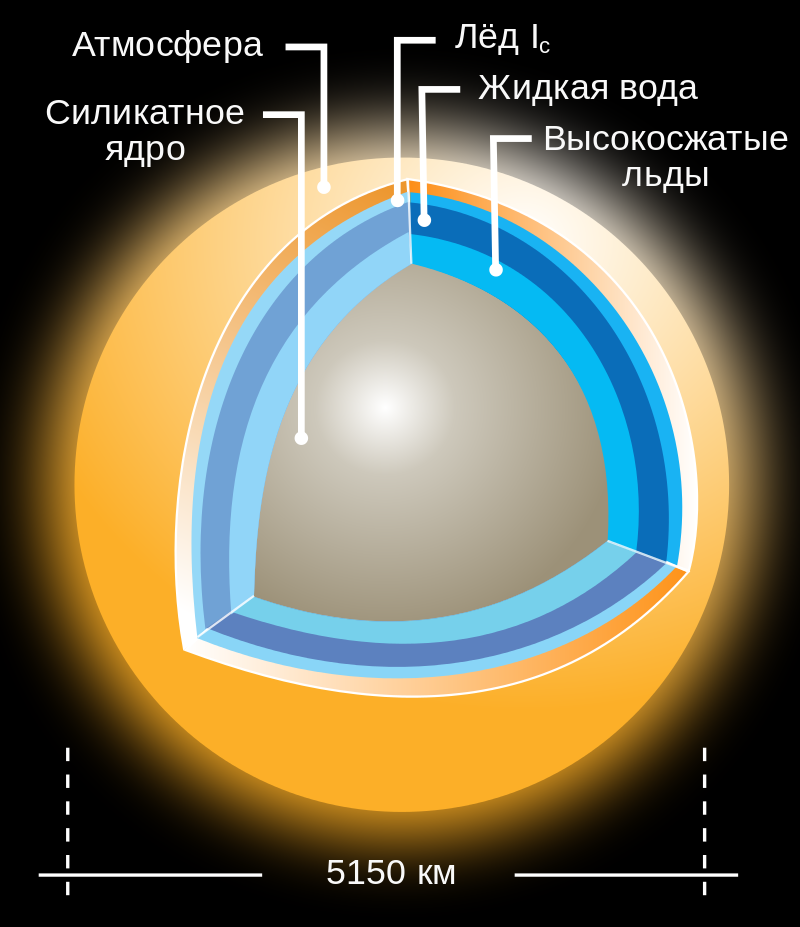 Атмосфера
Силикатное
ядро
Лёд Ic
Жидкая вода
Высокосжатые
льды
5150 км